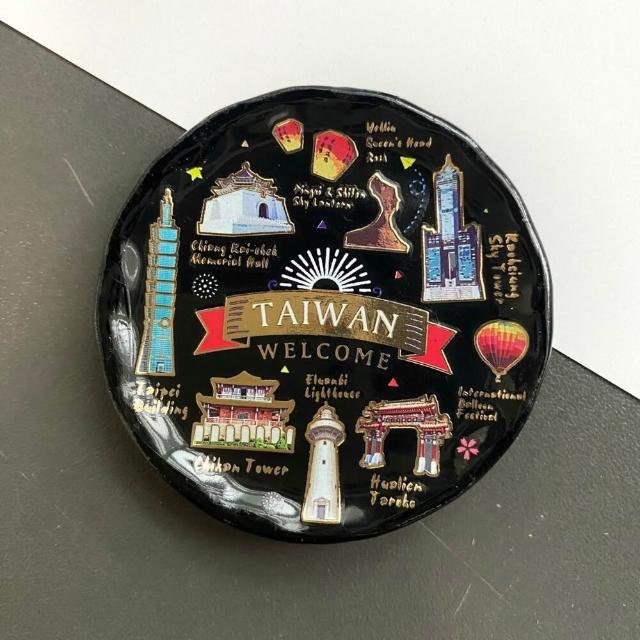 Yellia
Queen's Head
Rock
Pingxi & Shifen
Sky Lantern
Chiang Kai-shek
Memorial Hall
Kaohsiung
Sky Tower
TAIWAN
WELCOME
Taipei
Building
Eluanbi
Lighthouse
International
Balloon
Festival
Chikan Tower
Hualien
Taroko